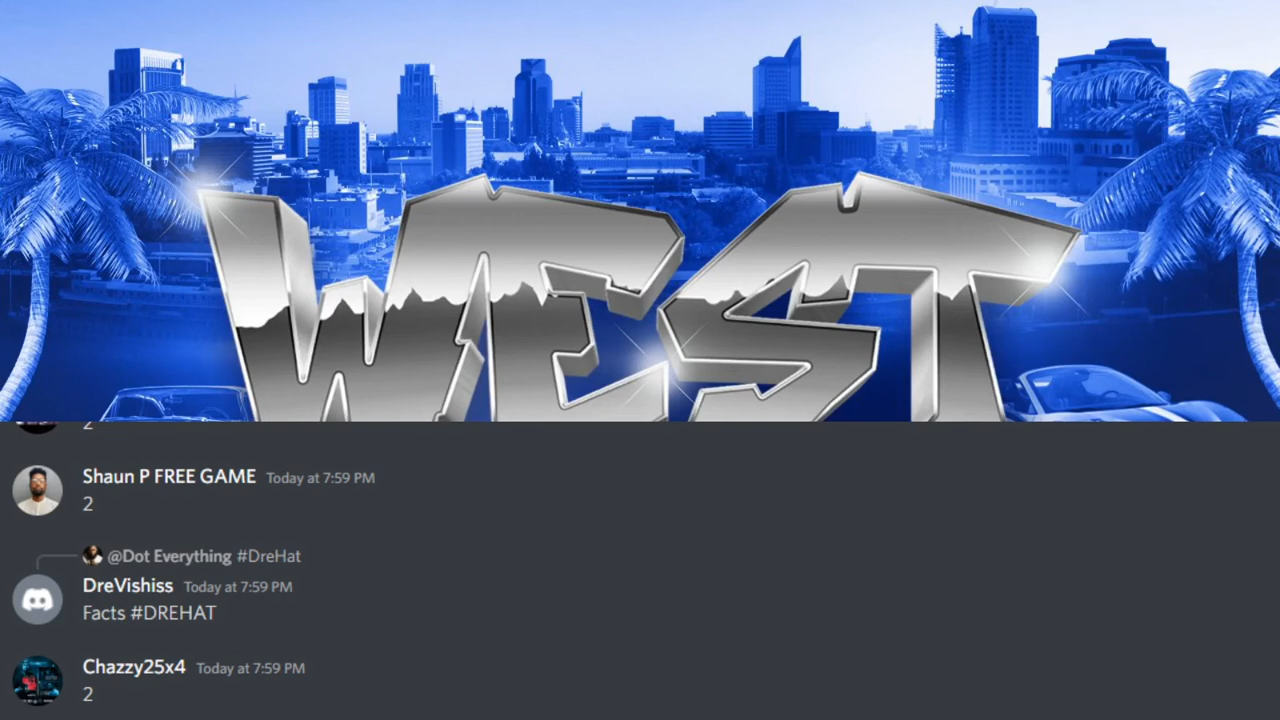 WEST
2
Shaun P FREE GAME Today at 7:59 PM
2
@Dot Everything #DreHat
DreVishiss Today at 7:59 PM
Facts #DREHAT
Chazzy25x4 Today at 7:59 PM
2